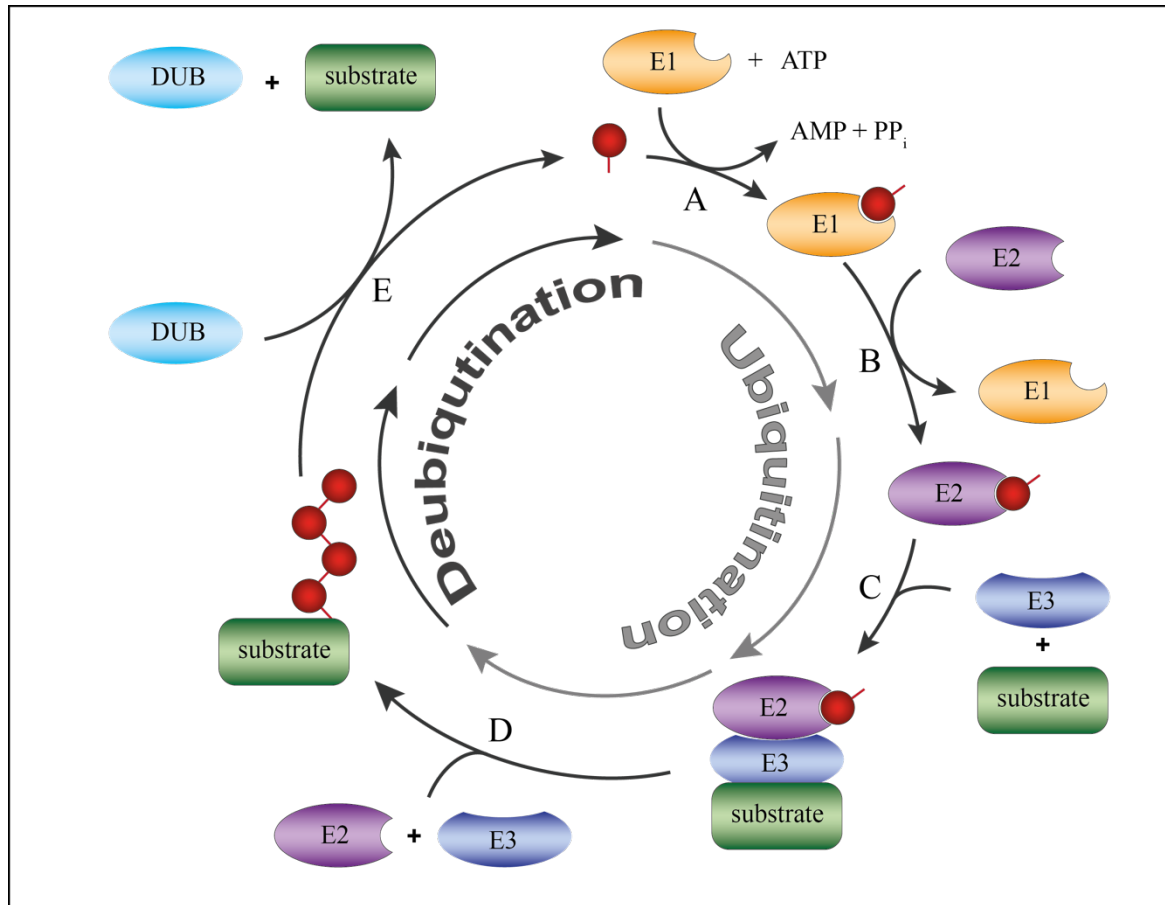 DUB + substrate
E1 + ATP
AMP + PPi
A
E1
E2
B
E1
E2
C
E3
+
substrate
E2
E3
substrate
D
E2 + E3
substrate
DUB
E
Deubiqutination
Ubiquitination